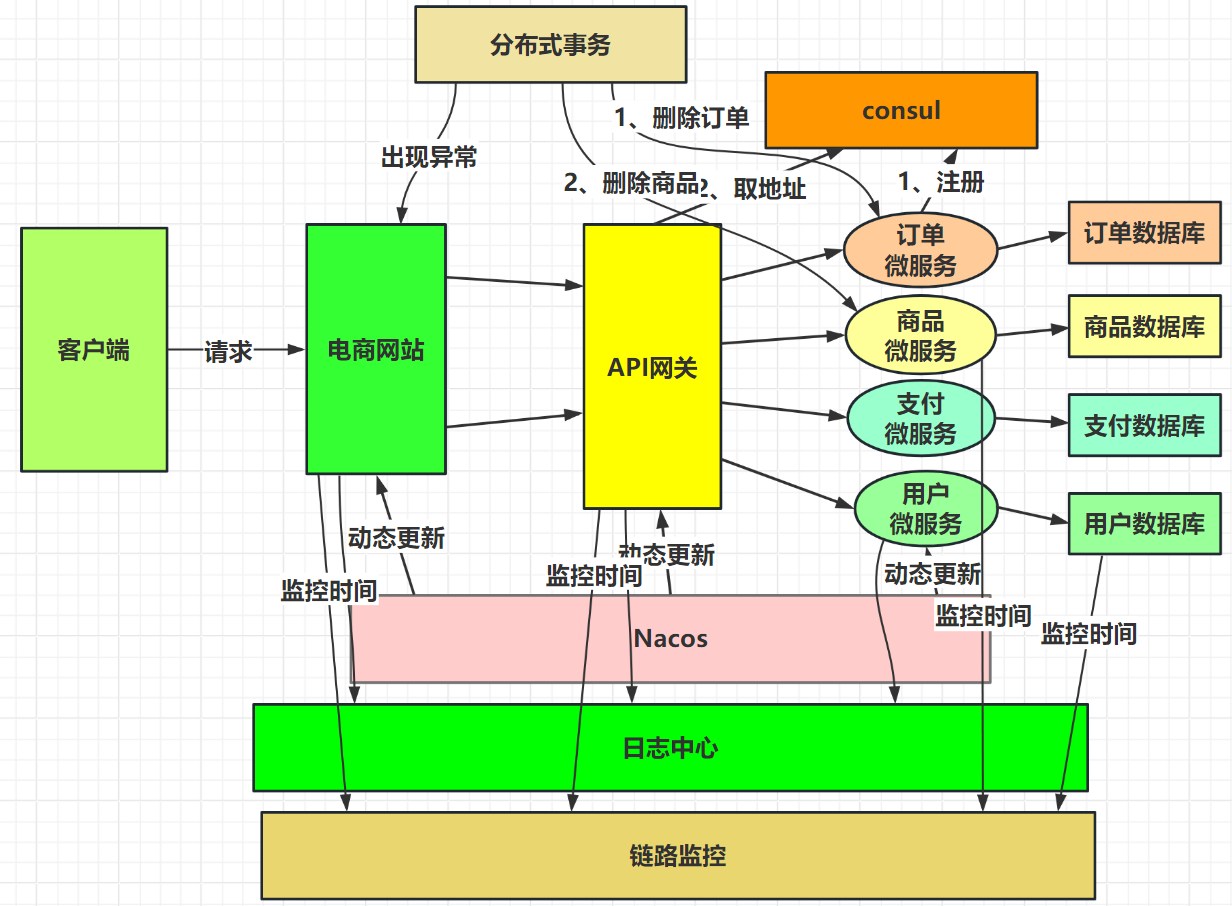 分布式事务
consul
1、删除订单
出现异常
2、删除商品
2、取地址
1、注册
订单
微服务
订单数据库
客户端
请求
电商网站
API网关
商品
微服务
商品数据库
支付
微服务
支付数据库
用户
微服务
用户数据库
动态更新
监控时间
动态更新
监控时间
动态更新
监控时间
监控时间
Nacos
日志中心
链路监控